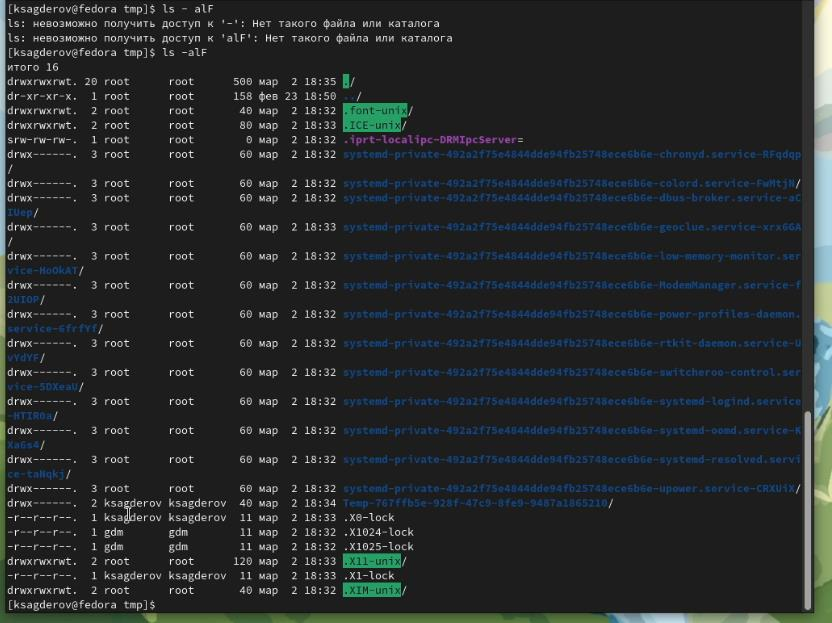 [ksagderov@fedora tmp]$ ls - alF
ls: невозможно получить доступ к '-': Нет такого файла или каталога
ls: невозможно получить доступ к 'alF': Нет такого файла или каталога
[ksagderov@fedora tmp]$ ls -alF
итого 16
drwxrwxrwt. 20 root      root      500 мар  2 18:35 ./
dr-xr-xr-x.  1 root      root      158 фев 23 18:50 ../
drwxrwxrwt.  2 root      root       40 мар  2 18:32 .font-unix/
drwxrwxrwt.  2 root      root       80 мар  2 18:33 .ICE-unix/
srw-rw-rw-.  1 root      root        0 мар  2 18:32 .iprt-localipc-DRMIpcServer=
drwx------.  3 root      root       60 мар  2 18:32 systemd-private-492a2f75e4844dde94fb25748ece6b6e-chronyd.service-RFqdqp
/
drwx------.  3 root      root       60 мар  2 18:32 systemd-private-492a2f75e4844dde94fb25748ece6b6e-colord.service-FwMtjN/
drwx------.  3 root      root       60 мар  2 18:32 systemd-private-492a2f75e4844dde94fb25748ece6b6e-dbus-broker.service-aC
IUep/
drwx------.  3 root      root       60 мар  2 18:33 systemd-private-492a2f75e4844dde94fb25748ece6b6e-geoclue.service-xrx6GA
/
drwx------.  3 root      root       60 мар  2 18:32 systemd-private-492a2f75e4844dde94fb25748ece6b6e-low-memory-monitor.ser
vice-HoOkAT/
drwx------.  3 root      root       60 мар  2 18:32 systemd-private-492a2f75e4844dde94fb25748ece6b6e-ModemManager.service-f
2UIOP/
drwx------.  3 root      root       60 мар  2 18:32 systemd-private-492a2f75e4844dde94fb25748ece6b6e-power-profiles-daemon.
service-6frfYf/
drwx------.  3 root      root       60 мар  2 18:32 systemd-private-492a2f75e4844dde94fb25748ece6b6e-rtkit-daemon.service-U
vYdYF/
drwx------.  3 root      root       60 мар  2 18:32 systemd-private-492a2f75e4844dde94fb25748ece6b6e-switcheroo-control.ser
vice-5DXeaU/
drwx------.  3 root      root       60 мар  2 18:32 systemd-private-492a2f75e4844dde94fb25748ece6b6e-systemd-logind.service
-HTIR0a/
drwx------.  3 root      root       60 мар  2 18:32 systemd-private-492a2f75e4844dde94fb25748ece6b6e-systemd-oomd.service-K
Xa6s4/
drwx------.  3 root      root       60 мар  2 18:32 systemd-private-492a2f75e4844dde94fb25748ece6b6e-systemd-resolved.servi
ce-taHqkj/
drwx------.  3 root      root       60 мар  2 18:32 systemd-private-492a2f75e4844dde94fb25748ece6b6e-upower.service-CRXUiX/
drwx------.  2 ksagderov ksagderov  40 мар  2 18:34 Temp-767ffb5e-928f-47c9-8fe9-9487a1865210/
-r--r--r--.  1 ksagderov ksagderov  11 мар  2 18:33 .X0-lock
-r--r--r--.  1 gdm       gdm        11 мар  2 18:32 .X1024-lock
-r--r--r--.  1 gdm       gdm        11 мар  2 18:32 .X1025-lock
drwxrwxrwt.  2 root      root      120 мар  2 18:33 .X11-unix/
-r--r--r--.  1 ksagderov ksagderov  11 мар  2 18:33 .X1-lock
drwxrwxrwt.  2 root      root       40 мар  2 18:32 .XIM-unix/
[ksagderov@fedora tmp]$